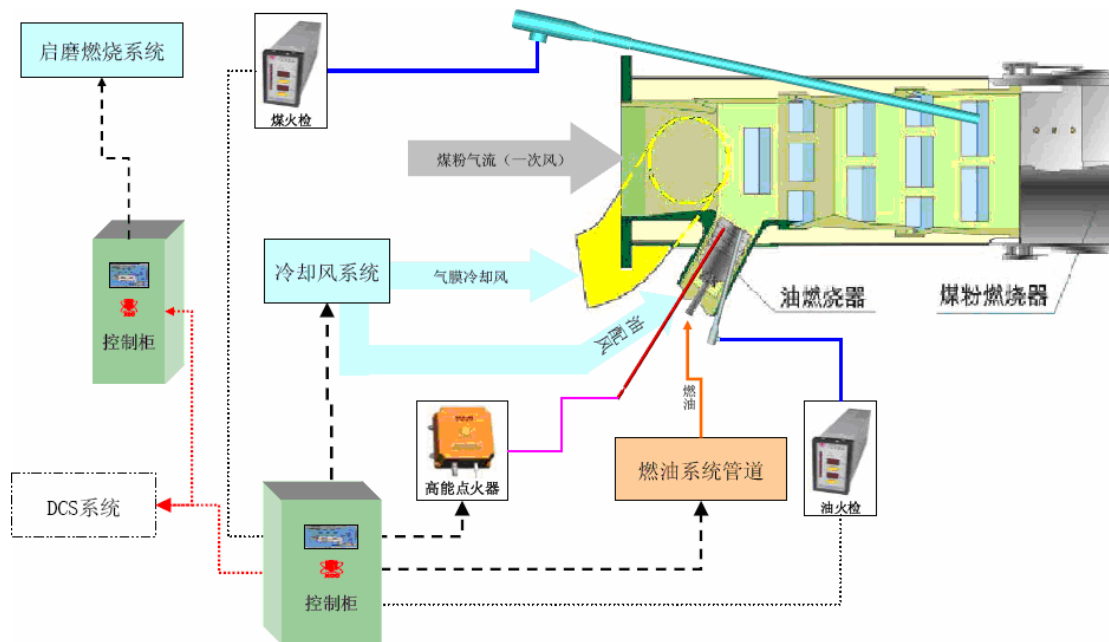 启磨燃烧系统
煤火检
煤粉气流（一次风）
冷却风系统
气膜冷却风
油配风
油燃烧器
煤粉燃烧器
控制柜
燃油
高能点火器
燃油系统管道
油火检
DCS系统
控制柜